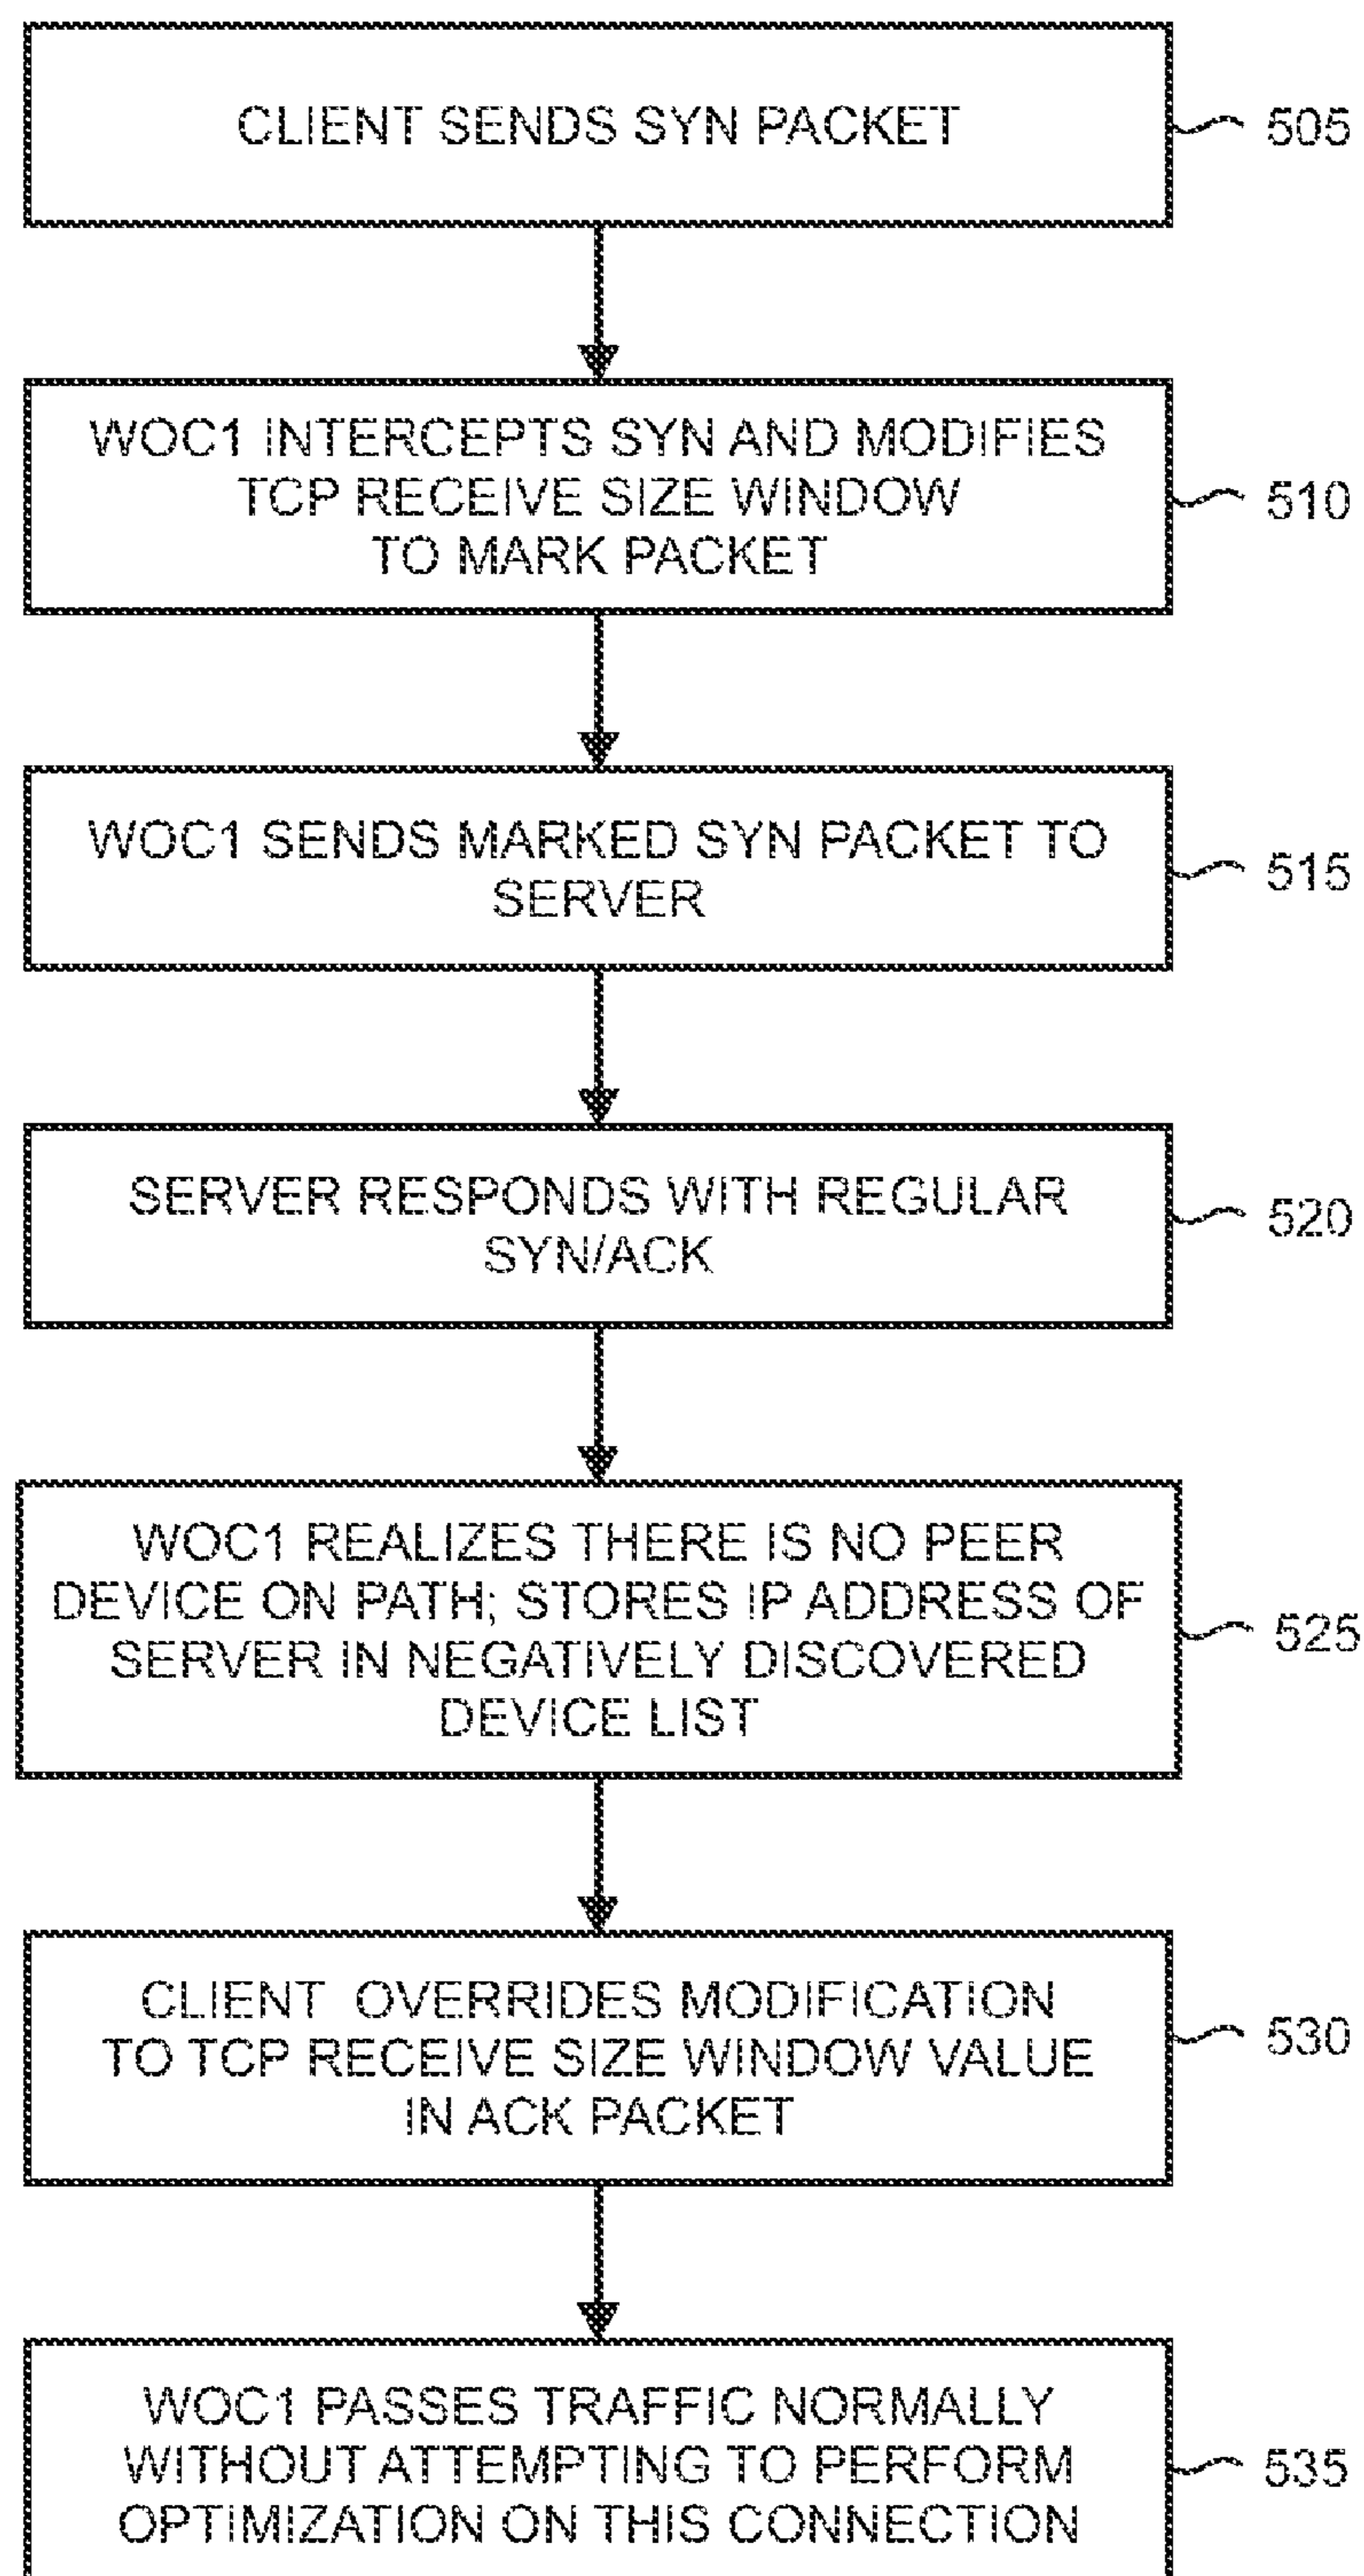 CLIENT SENDS SYN PACKET
505
WOC1 INTERCEPTS SYN AND MODIFIES
TCP RECEIVE SIZE WINDOW
TO MARK PACKET
510
WOC1 SENDS MARKED SYN PACKET TO
SERVER
515
SERVER RESPONDS WITH REGULAR
SYN/ACK
520
WOC1 REALIZES THERE IS NO PEER
DEVICE ON PATH; STORES IP ADDRESS OF
SERVER IN NEGATIVELY DISCOVERED
DEVICE LIST
525
CLIENT OVERRIDES MODIFICATION
TO TCP RECEIVE SIZE WINDOW VALUE
IN ACK PACKET
530
WOC1 PASSES TRAFFIC NORMALLY
WITHOUT ATTEMPTING TO PERFORM
OPTIMIZATION ON THIS CONNECTION
535